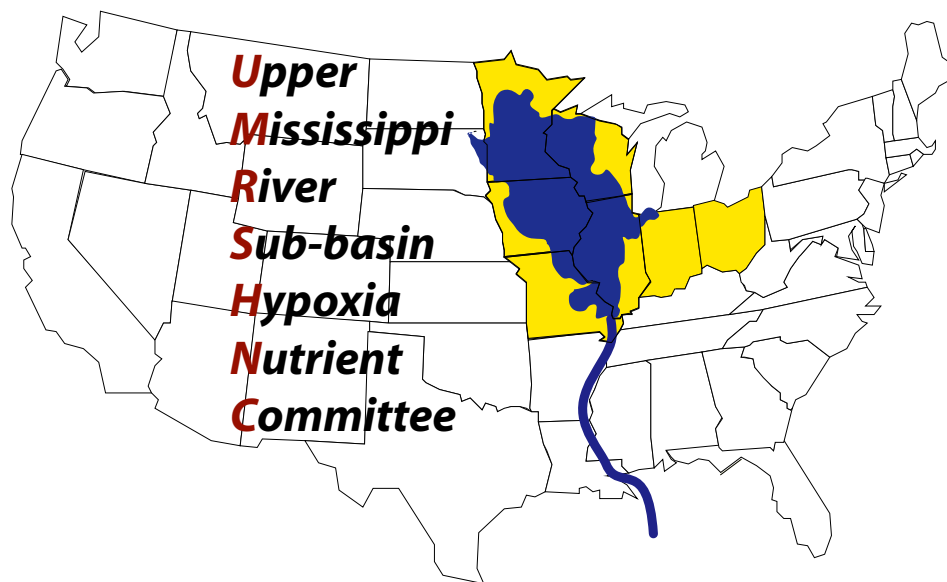 Upper
Mississippi
River
Sub-basin
Hypoxia
Nutrient
Committee